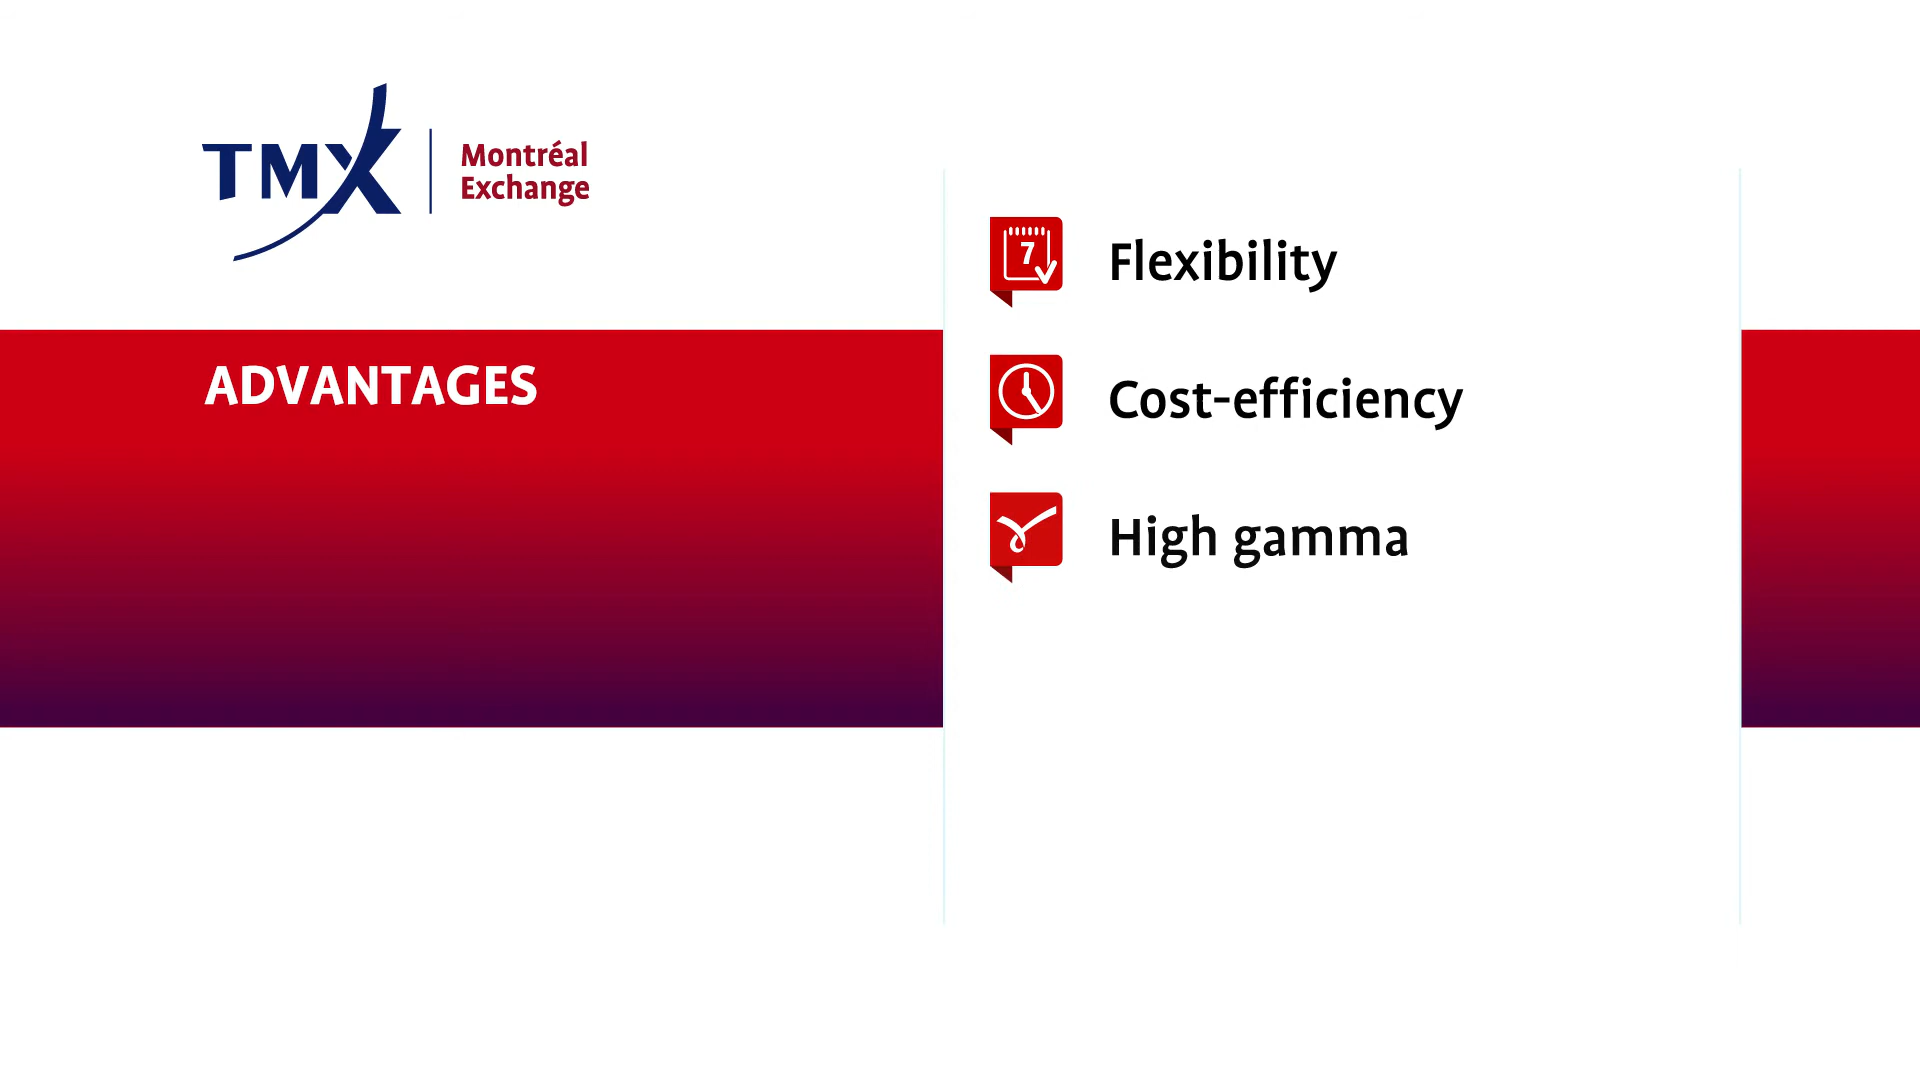 TMX
Montréal
Exchange
ADVANTAGES
7
Flexibility
Cost-efficiency
High gamma